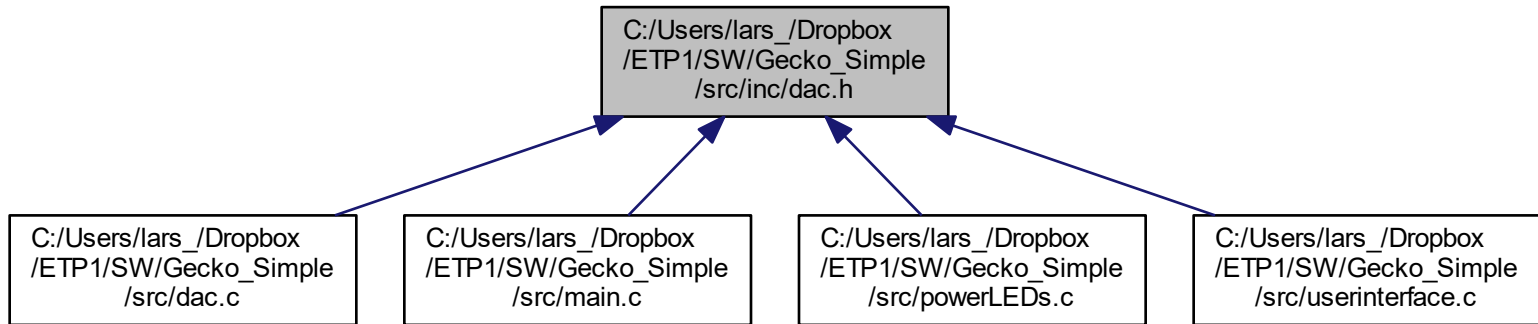 C:/Users/lars_/Dropbox
/ETP1/SW/Gecko_Simple
/src/inc/dac.h
C:/Users/lars_/Dropbox
/ETP1/SW/Gecko_Simple
/src/dac.c
C:/Users/lars_/Dropbox
/ETP1/SW/Gecko_Simple
/src/main.c
C:/Users/lars_/Dropbox
/ETP1/SW/Gecko_Simple
/src/powerLEDs.c
C:/Users/lars_/Dropbox
/ETP1/SW/Gecko_Simple
/src/userinterface.c